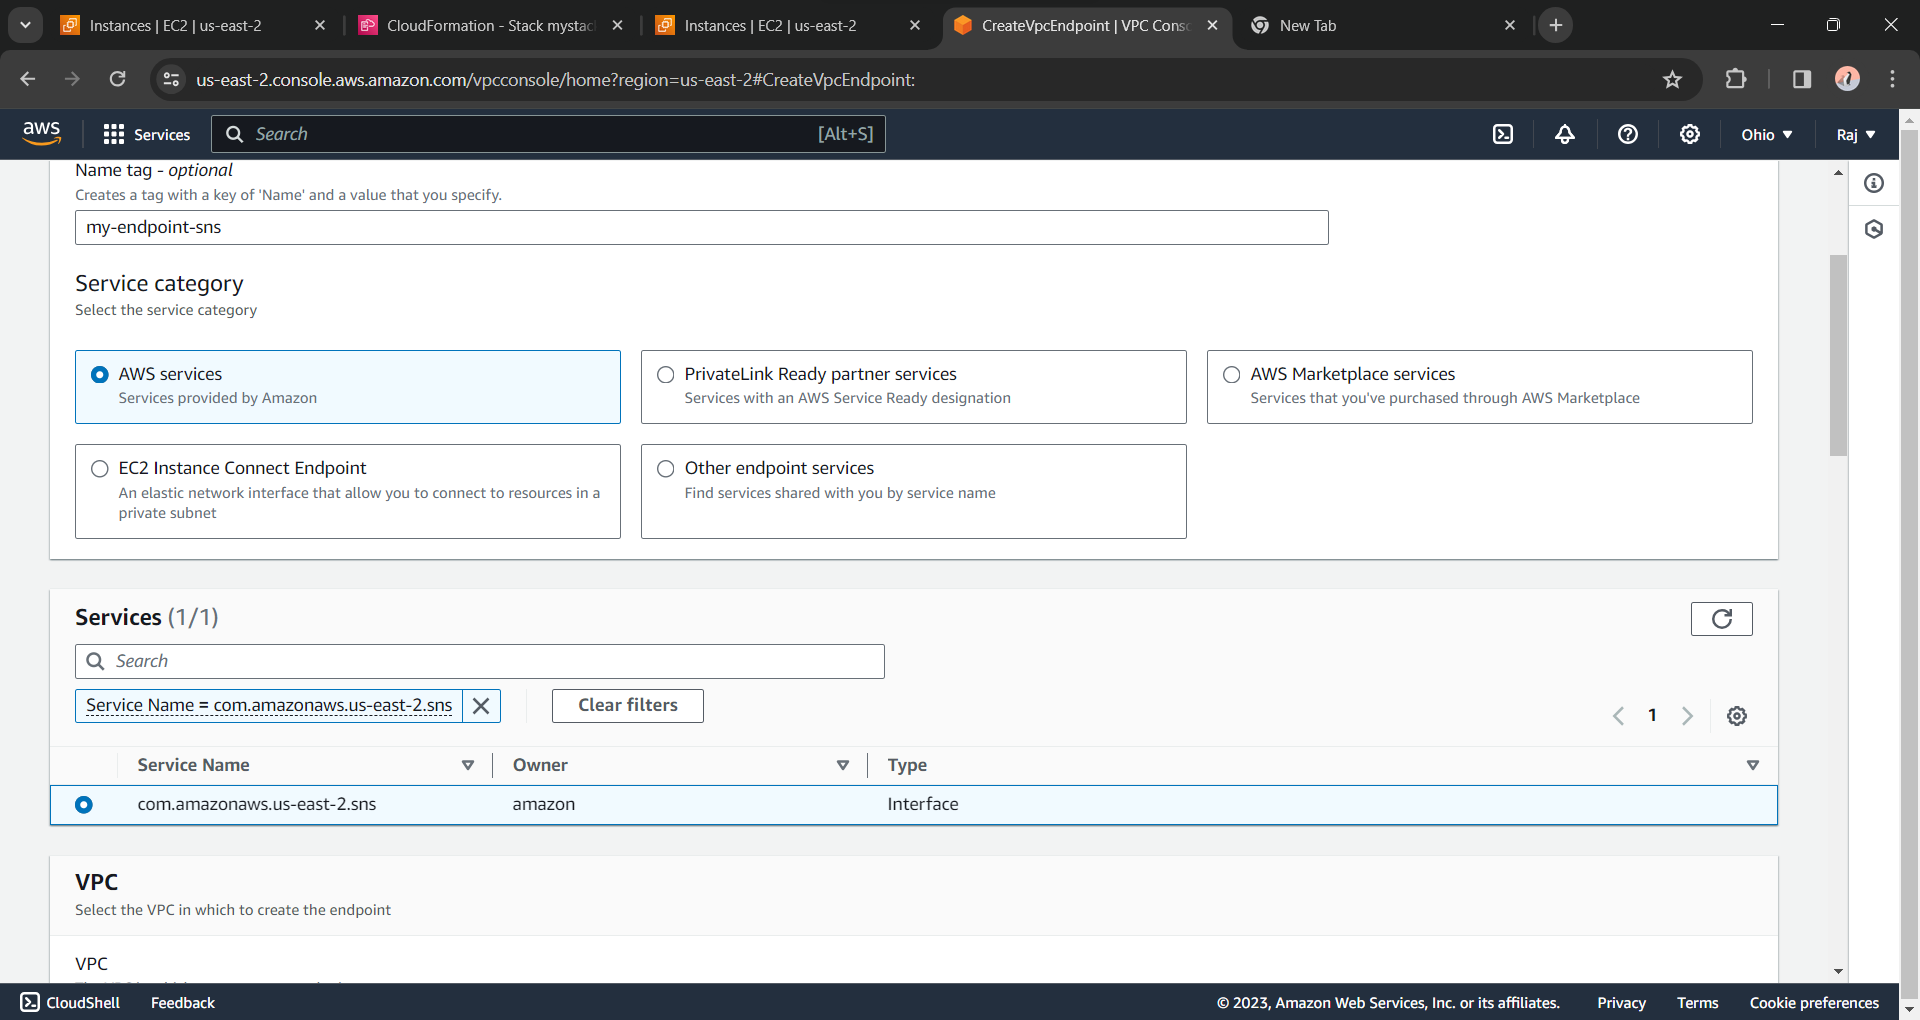 Instances | EC2 | us-east-2
CloudFormation - Stack mystac
Instances | EC2 | us-east-2
CreateVpcEndpoint | VPC Conso
New Tab
us-east-2.console.aws.amazon.com/vpcconsole/home?region=us-east-2#CreateVpcEndpoint:
aws
Services
Search
[Alt+S]
Ohio
Raj
Name tag - optional
Creates a tag with a key of 'Name' and a value that you specify.
my-endpoint-sns
Service category
Select the service category
AWS services
Services provided by Amazon
PrivateLink Ready partner services
Services with an AWS Service Ready designation
AWS Marketplace services
Services that you've purchased through AWS Marketplace
EC2 Instance Connect Endpoint
An elastic network interface that allow you to connect to resources in a
private subnet
Other endpoint services
Find services shared with you by service name
Services (1/1)
Search
Service Name = com.amazonaws.us-east-2.sns
Clear filters
1
Service Name
Owner
Type
com.amazonaws.us-east-2.sns
amazon
Interface
VPC
Select the VPC in which to create the endpoint
VPC
CloudShell
Feedback
© 2023, Amazon Web Services, Inc. or its affiliates.
Privacy
Terms
Cookie preferences